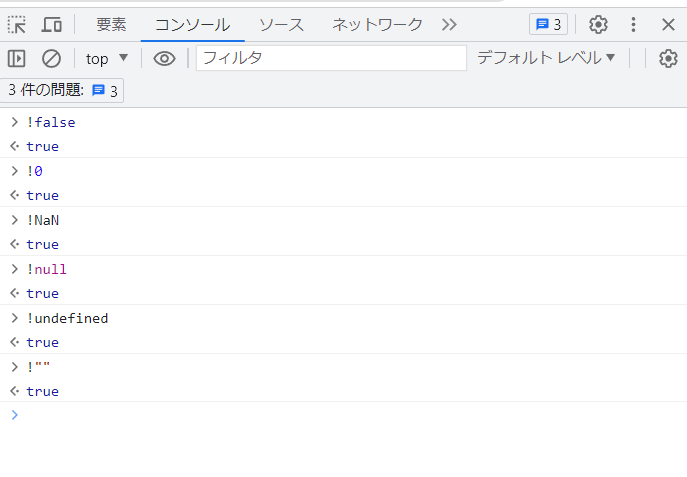 要素 コンソール ソース ネットワーク 3
top フィルタ デフォルト レベル
3 件の問題: 3
!false
true
!0
true
!NaN
true
!null
true
!undefined
true
!""
true